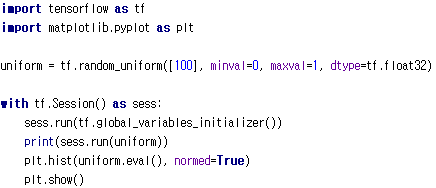 import tensorflow as tf
import matplotlib.pyplot as plt

uniform = tf.random_uniform([100], minval=0, maxval=1, dtype=tf.float32)

with tf.Session() as sess:
    sess.run(tf.global_variables_initializer())
    print(sess.run(uniform))
    plt.hist(uniform.eval(), normed=True)
    plt.show()